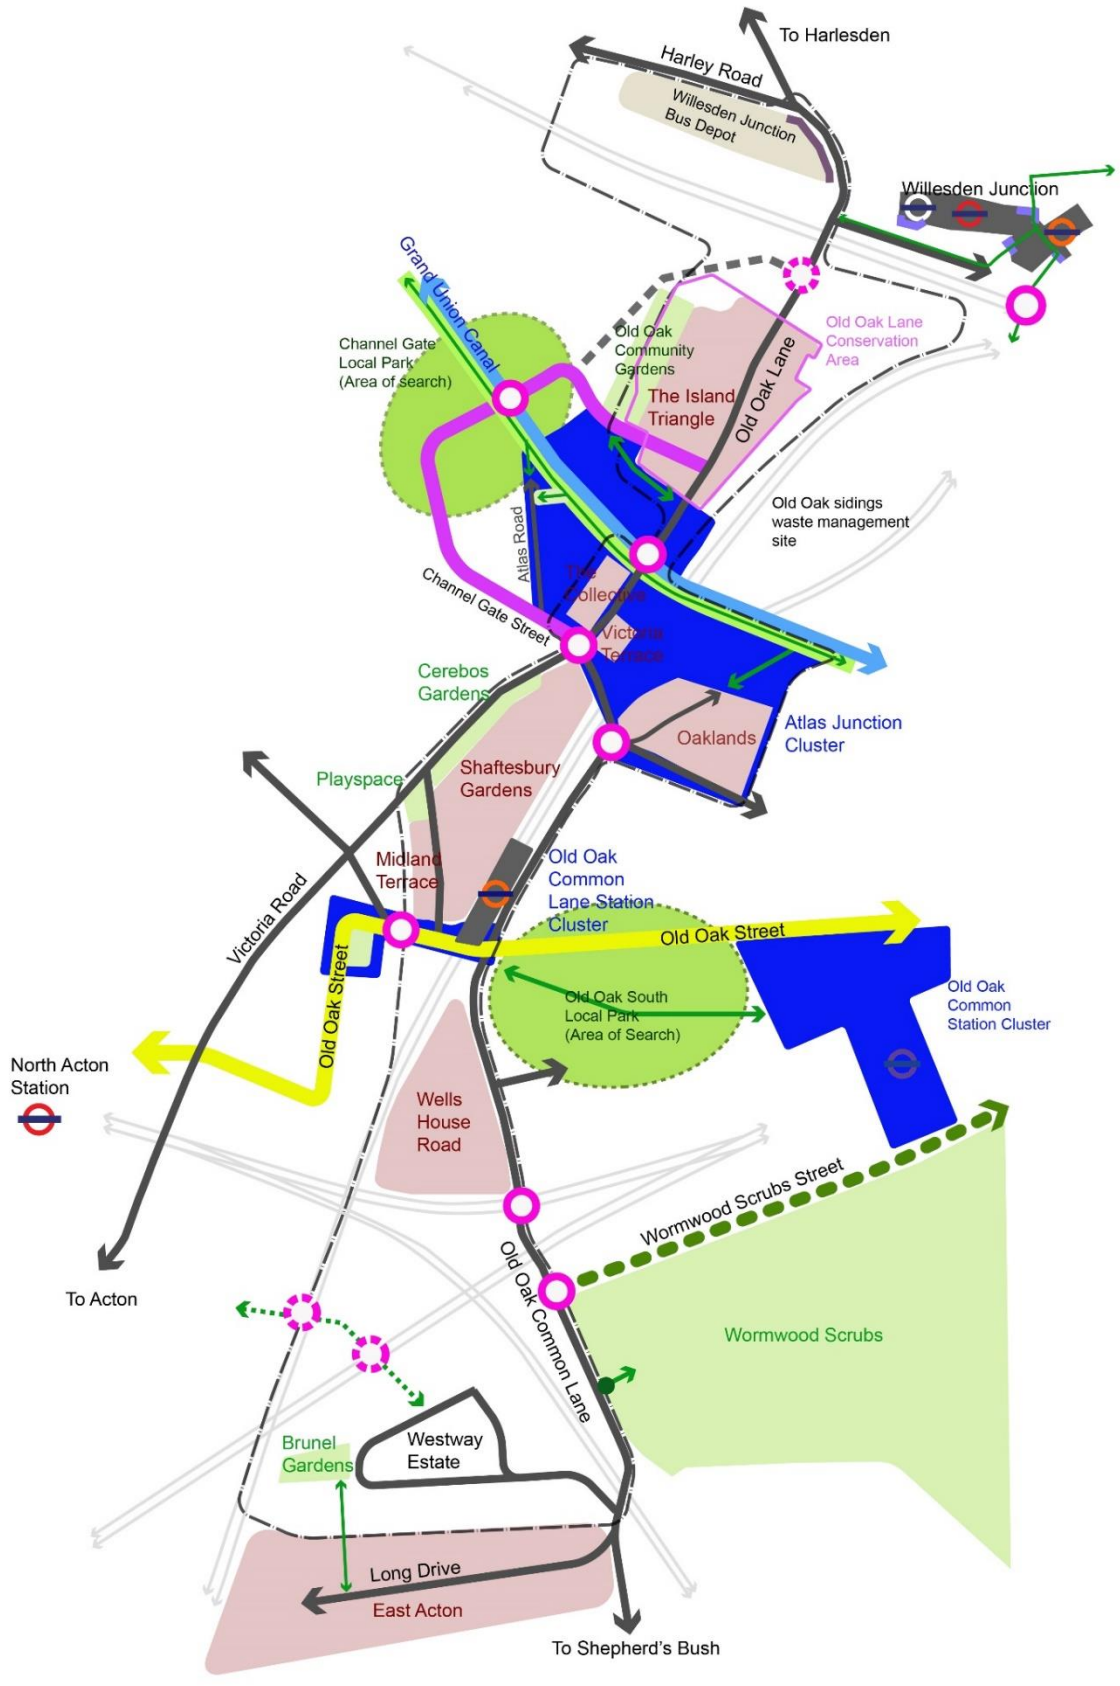 To Harlesden
Harley Road
Willesden Junction
Bus Depot
Willesden Junction
Grand Union Canal
Channel Gate
Local Park
(Area of search)
Old Oak
Community
Gardens
Old Oak Lane
Conservation
Area
The Island
Triangle
Old Oak Lane
Old Oak sidings
waste management
site
Atlas Road
Channel Gate Street
The
Collective
Victoria
Terrace
Cerebos
Gardens
Oaklands
Atlas Junction
Cluster
Playspace
Shaftesbury
Gardens
Midland
Terrace
Old Oak
Common
Lane Station
Cluster
Victoria Road
Old Oak Street
Old Oak Street
Old Oak South
Local Park
(Area of Search)
Old Oak
Common
Station Cluster
North Acton
Station
Wells
House
Road
Wormwood Scrubs Street
To Acton
Old Oak Common Lane
Wormwood Scrubs
Brunel
Gardens
Westway
Estate
Long Drive
East Acton
To Shepherd's Bush